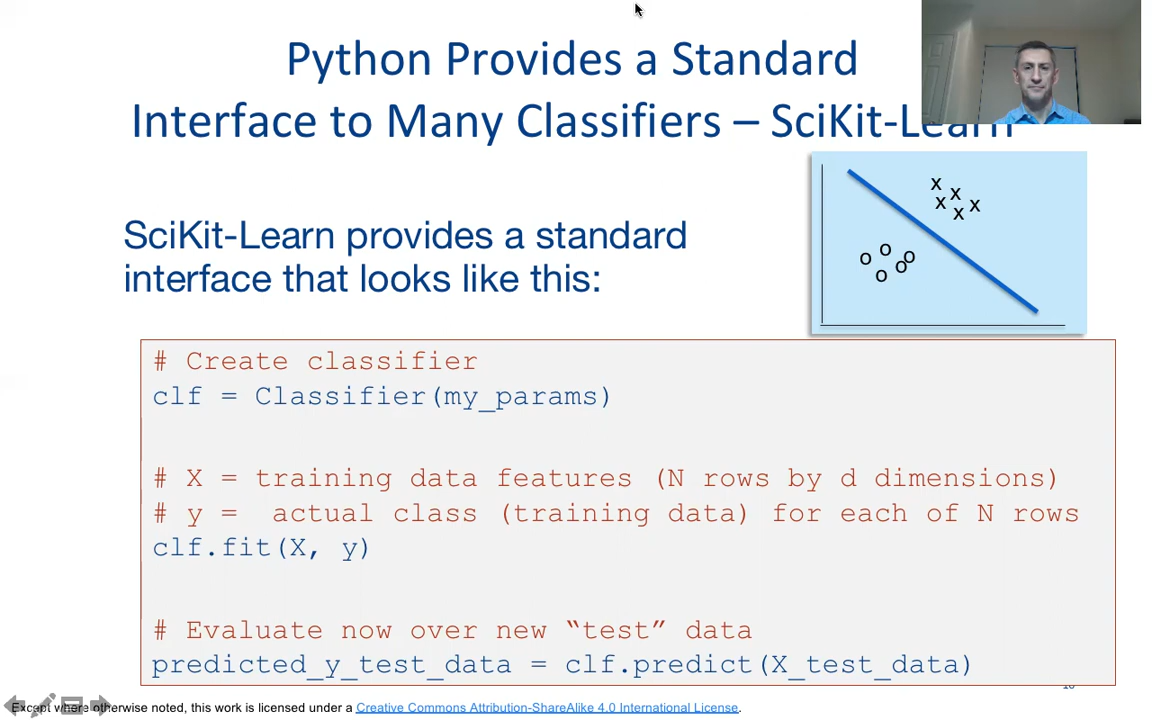 Python Provides a Standard
Interface to Many Classifiers – SciKit-Learn
x
x
x
x
x
o
o
o
o
o
SciKit-Learn provides a standard
interface that looks like this:
# Create classifier
clf = Classifier(my_params)
# X = training data features (N rows by d dimensions)
# y =  actual class (training data) for each of N rows
clf.fit(X, y)
# Evaluate now over new “test” data
predicted_y_test_data = clf.predict(X_test_data)
Except where otherwise noted, this work is licensed under a Creative Commons Attribution-ShareAlike 4.0 International License.